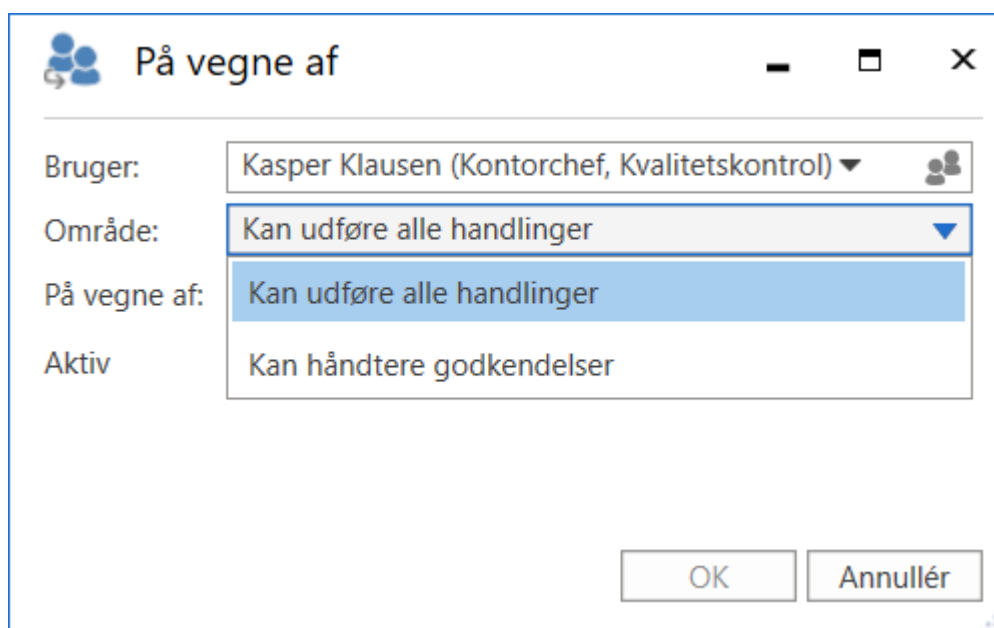 På vegne af
Bruger: Kasper Klausen (Kontorchef, Kvalitetskontrol)
Område: Kan udføre alle handlinger
På vegne af: Kan udføre alle handlinger
Aktiv Kan håndtere godkendelser
OK Annullér